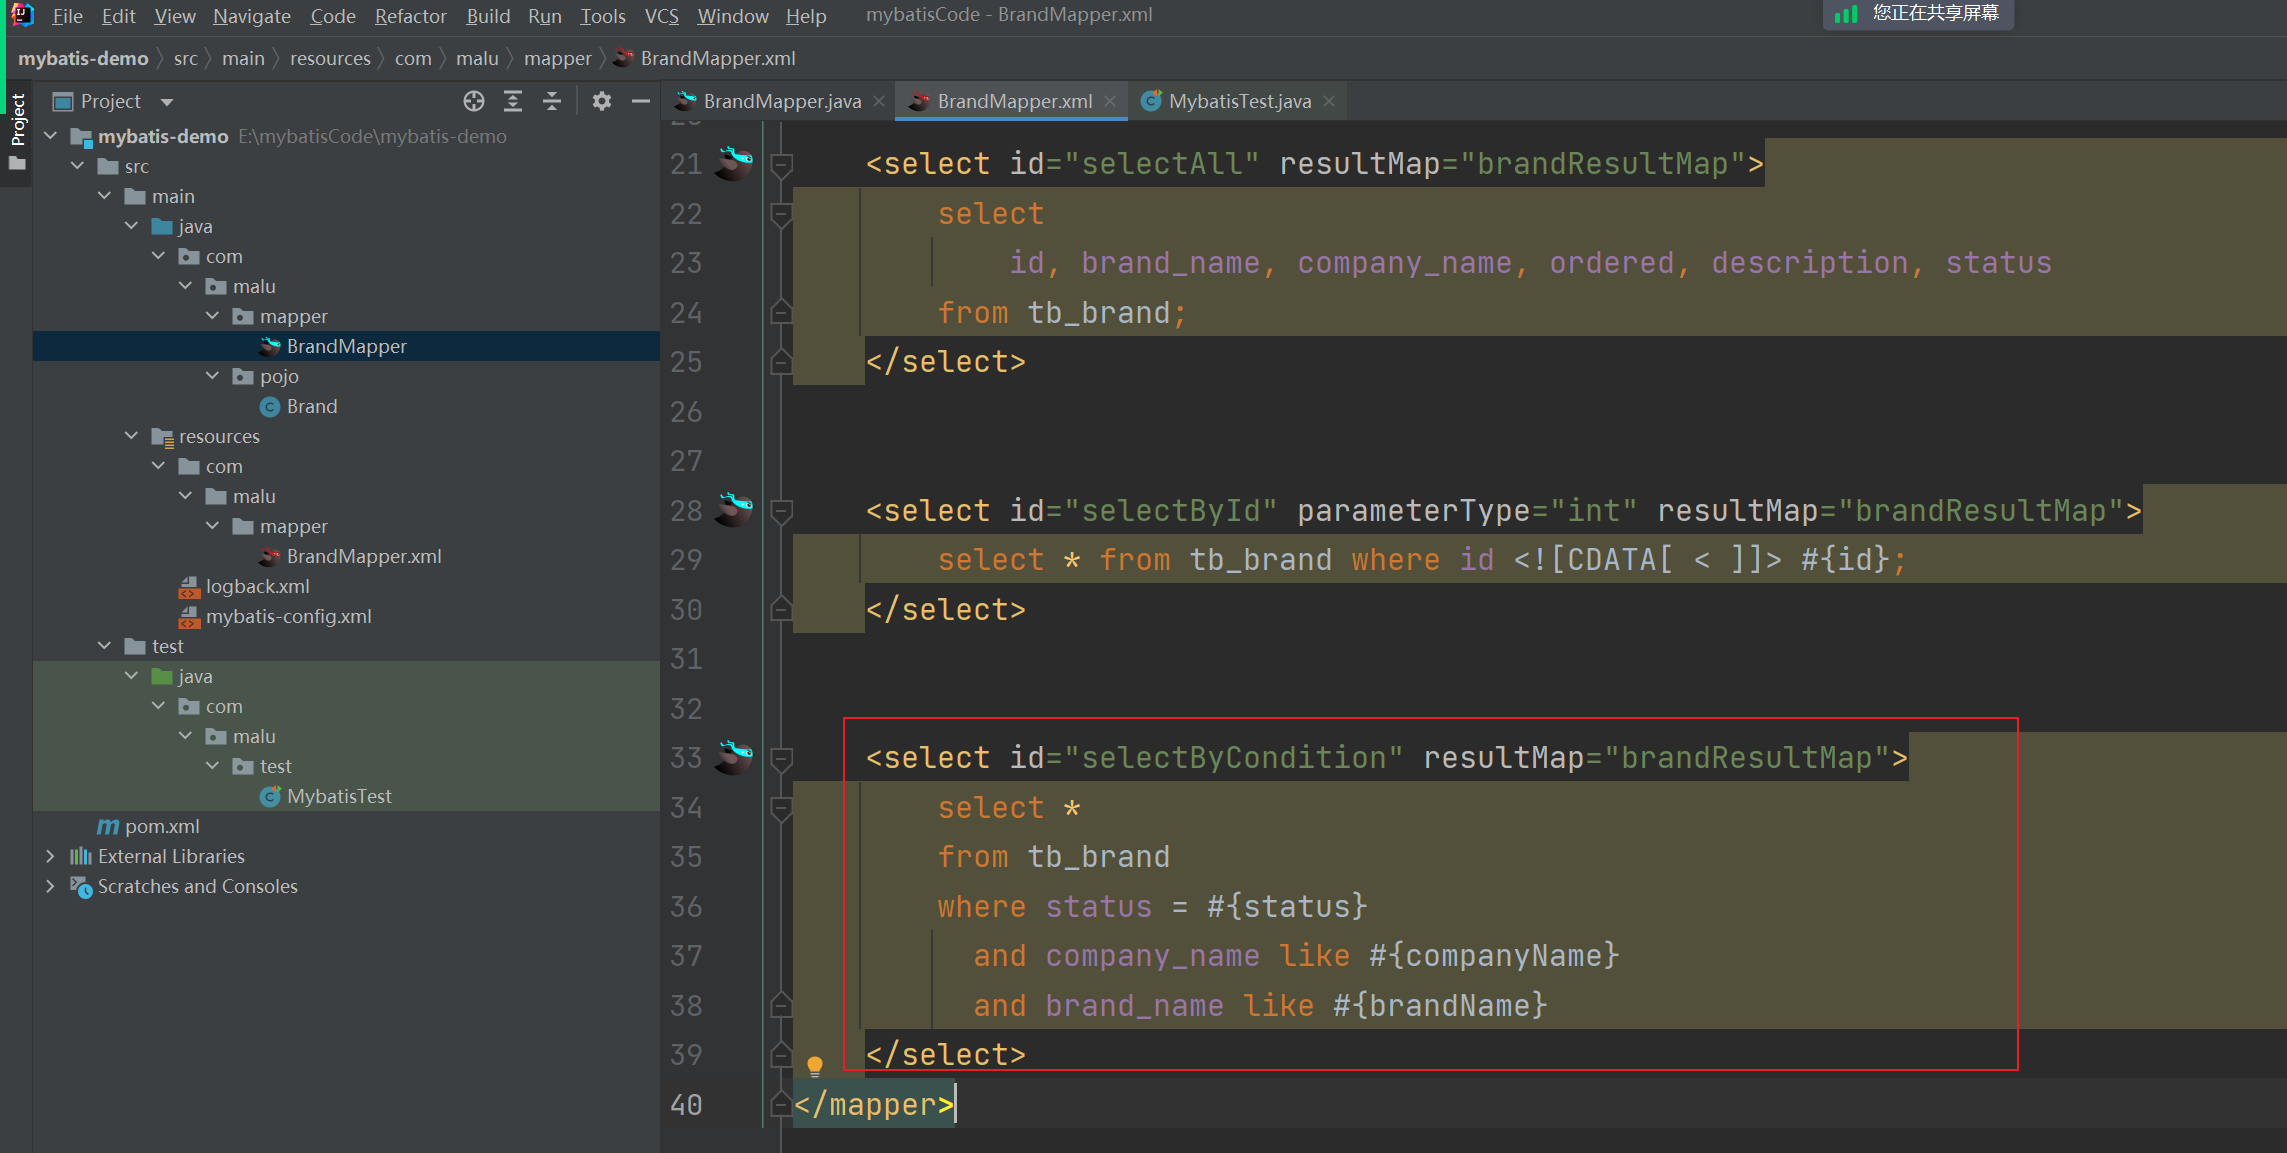 File Edit View Navigate Code Refactor Build Run Tools VCS Window Help mybatisCode - BrandMapper.xml 您正在共享屏幕
mybatis-demo src main resources com malu mapper BrandMapper.xml
Project
Project
mybatis-demo E:\mybatisCode\mybatis-demo
src
main
java
com
malu
mapper
BrandMapper
pojo
Brand
resources
com
malu
mapper
BrandMapper.xml
logback.xml
mybatis-config.xml
test
java
com
malu
test
MybatisTest
pom.xml
External Libraries
Scratches and Consoles
BrandMapper.java BrandMapper.xml MybatisTest.java
21 <select id="selectAll" resultMap="brandResultMap">
22 select
23 id, brand_name, company_name, ordered, description, status
24 from tb_brand;
25 </select>
26
27
28 <select id="selectById" parameterType="int" resultMap="brandResultMap">
29 select * from tb_brand where id <![CDATA[ < ]]> #{id};
30 </select>
31
32
33 <select id="selectByCondition" resultMap="brandResultMap">
34 select *
35 from tb_brand
36 where status = #{status}
37 and company_name like #{companyName}
38 and brand_name like #{brandName}
39 </select>
40 </mapper>